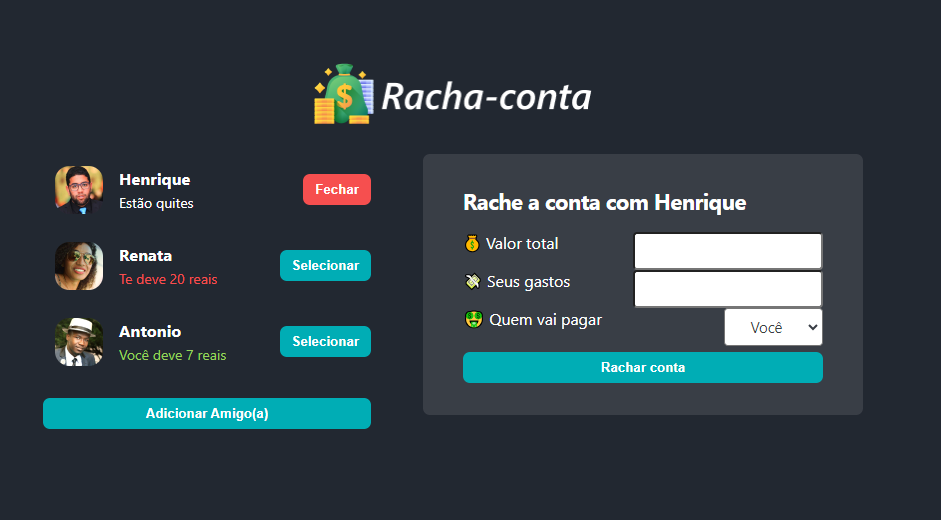 Racha-conta
Henrique
Estão quites
Fechar
Renata
Te deve 20 reais
Selecionar
Antonio
Você deve 7 reais
Selecionar
Adicionar Amigo(a)
Rache a conta com Henrique
💰 Valor total
💸 Seus gastos
🤑 Quem vai pagar
Você
Rachar conta